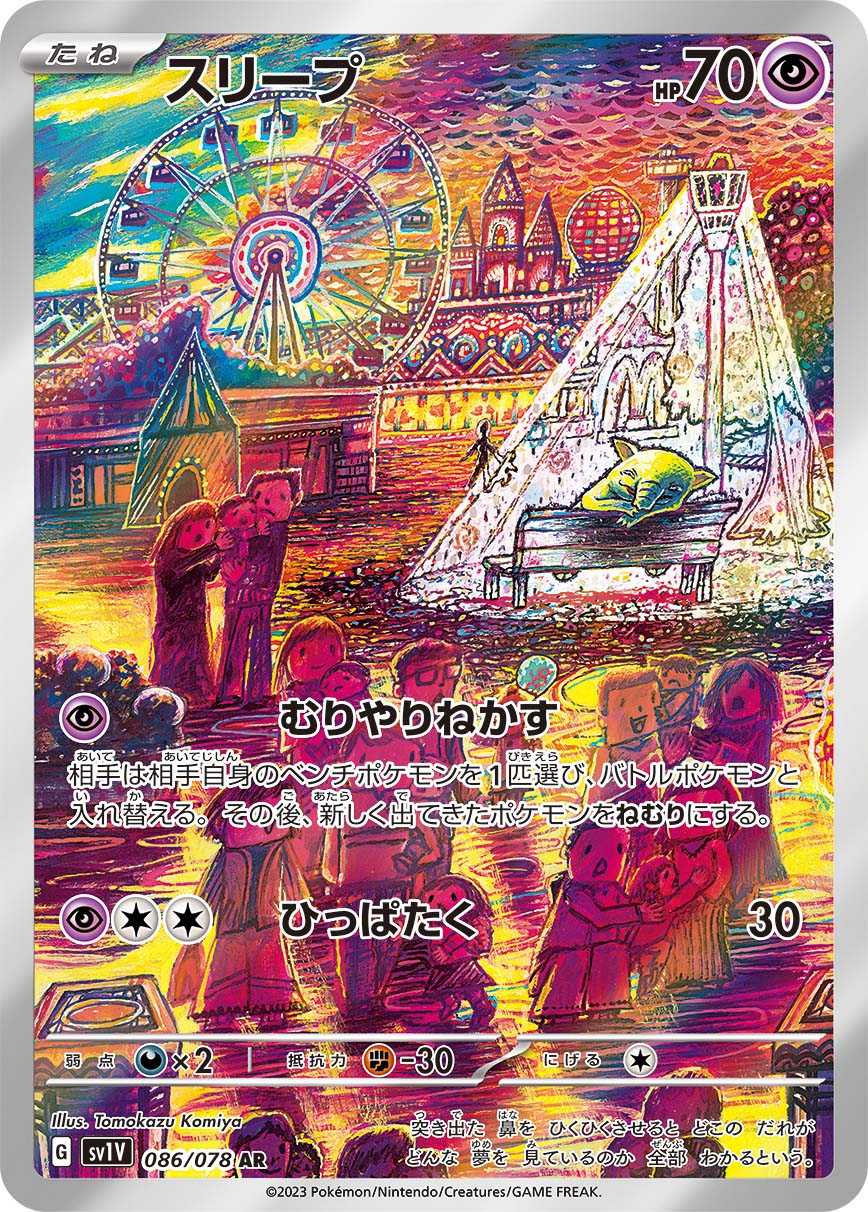 たね
スリープ
HP70
むりやりねかす
相手は相手自身のベンチポケモンを1匹選び、バトルポケモンと
入れ替える。その後、新しく出てきたポケモンをねむりにする。
ひっぱたく 30
弱点 ×2 抵抗力 -30 にげる
Illus. Tomokazu Komiya
突き出た 鼻を ひくひくさせると どこの だれが
どんな 夢を 見ているのか 全部 わかるという。
G sv1V 086/078 AR
©2023 Pokémon/Nintendo/Creatures/GAME FREAK.